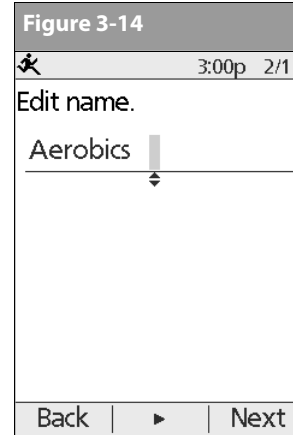 Figure 3-14
3:00p 2/1
Edit name.
Aerobics
Back | ► | Next